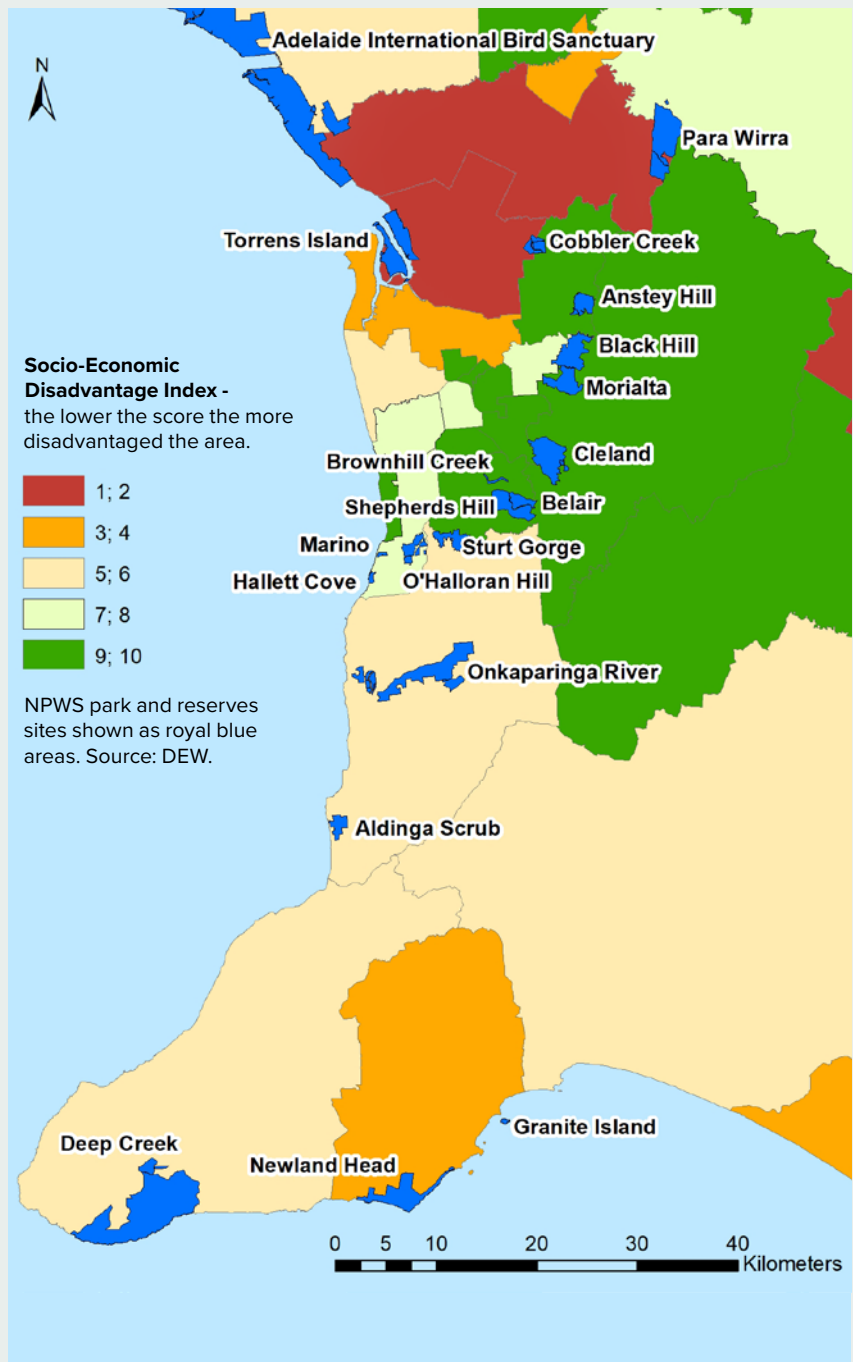 Adelaide International Bird Sanctuary
N
Para Wirra
Torrens Island
Cobbler Creek
Anstey Hill
Black Hill
Morialta
Socio-Economic
Disadvantage Index -
the lower the score the more
disadvantaged the area.
1; 2
3; 4
5; 6
7; 8
9; 10
NPWS park and reserves
sites shown as royal blue
areas. Source: DEW.
Cleland
Brownhill Creek
Shepherds Hill
Belair
Marino
Sturt Gorge
Hallett Cove
O'Halloran Hill
Onkaparinga River
Aldinga Scrub
Granite Island
Deep Creek
Newland Head
0 5 10 20 30 40
Kilometers